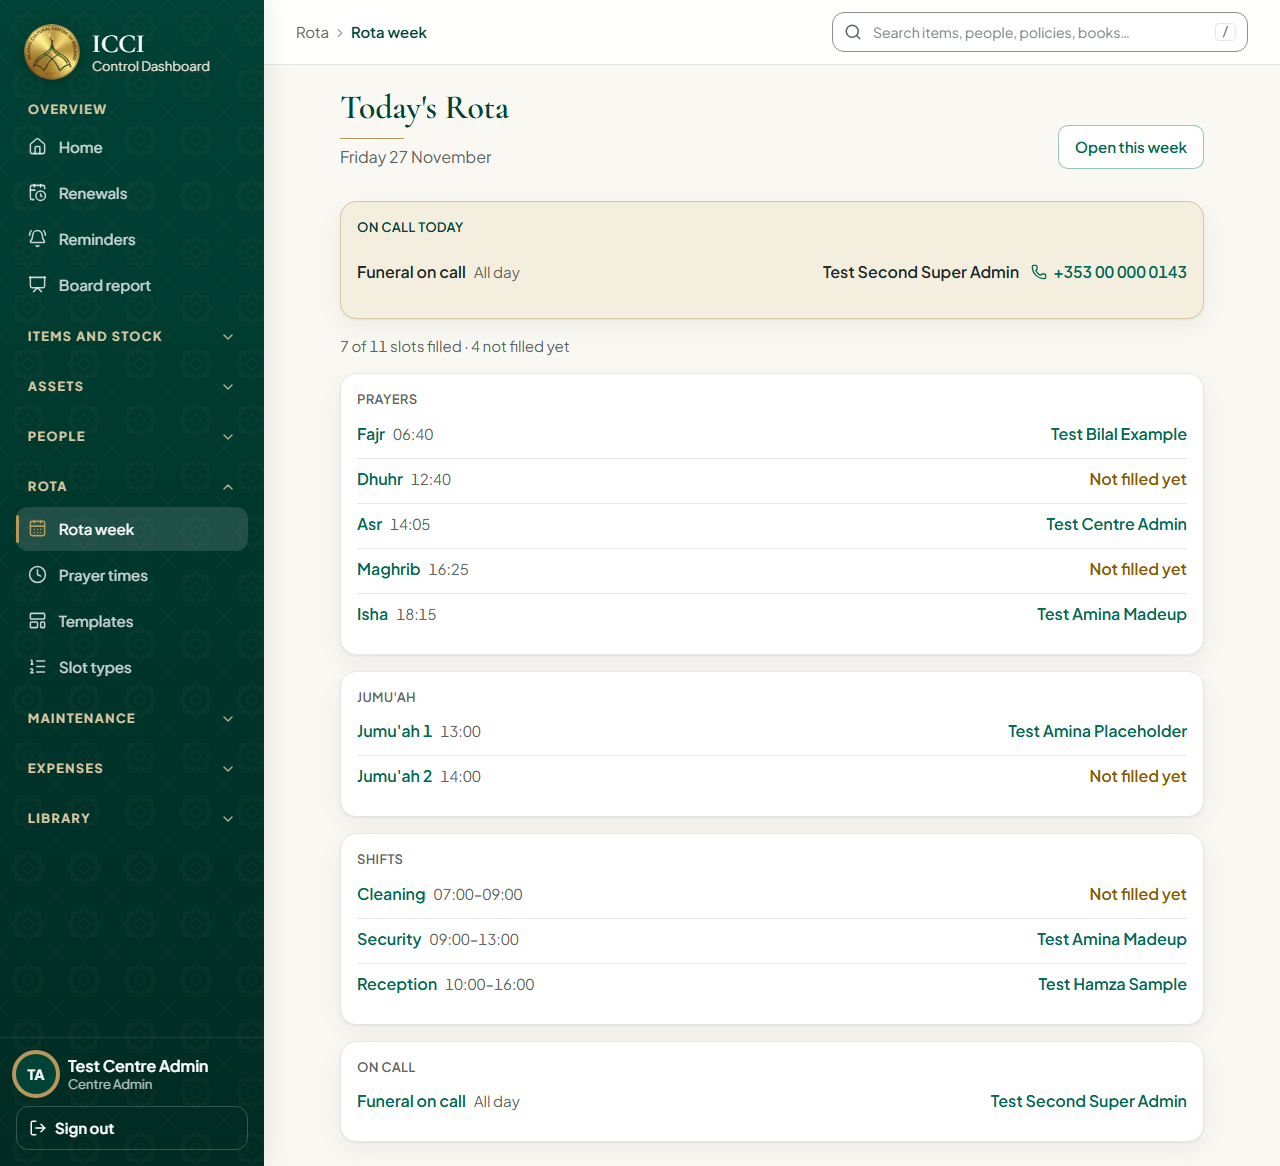 ICCI
Control Dashboard
OVERVIEW
Home
Renewals
Reminders
Board report
ITEMS AND STOCK
ASSETS
PEOPLE
ROTA
Rota week
Prayer times
Templates
Slot types
MAINTENANCE
EXPENSES
LIBRARY
TA
Test Centre Admin
Centre Admin
Sign out
Rota > Rota week
Search items, people, policies, books… /
Today's Rota
Friday 27 November
Open this week
ON CALL TODAY
Funeral on call All day Test Second Super Admin +353 00 000 0143
7 of 11 slots filled · 4 not filled yet
PRAYERS
Fajr 06:40 Test Bilal Example
Dhuhr 12:40 Not filled yet
Asr 14:05 Test Centre Admin
Maghrib 16:25 Not filled yet
Isha 18:15 Test Amina Madeup
JUMU'AH
Jumu'ah 1 13:00 Test Amina Placeholder
Jumu'ah 2 14:00 Not filled yet
SHIFTS
Cleaning 07:00–09:00 Not filled yet
Security 09:00–13:00 Test Amina Madeup
Reception 10:00–16:00 Test Hamza Sample
ON CALL
Funeral on call All day Test Second Super Admin